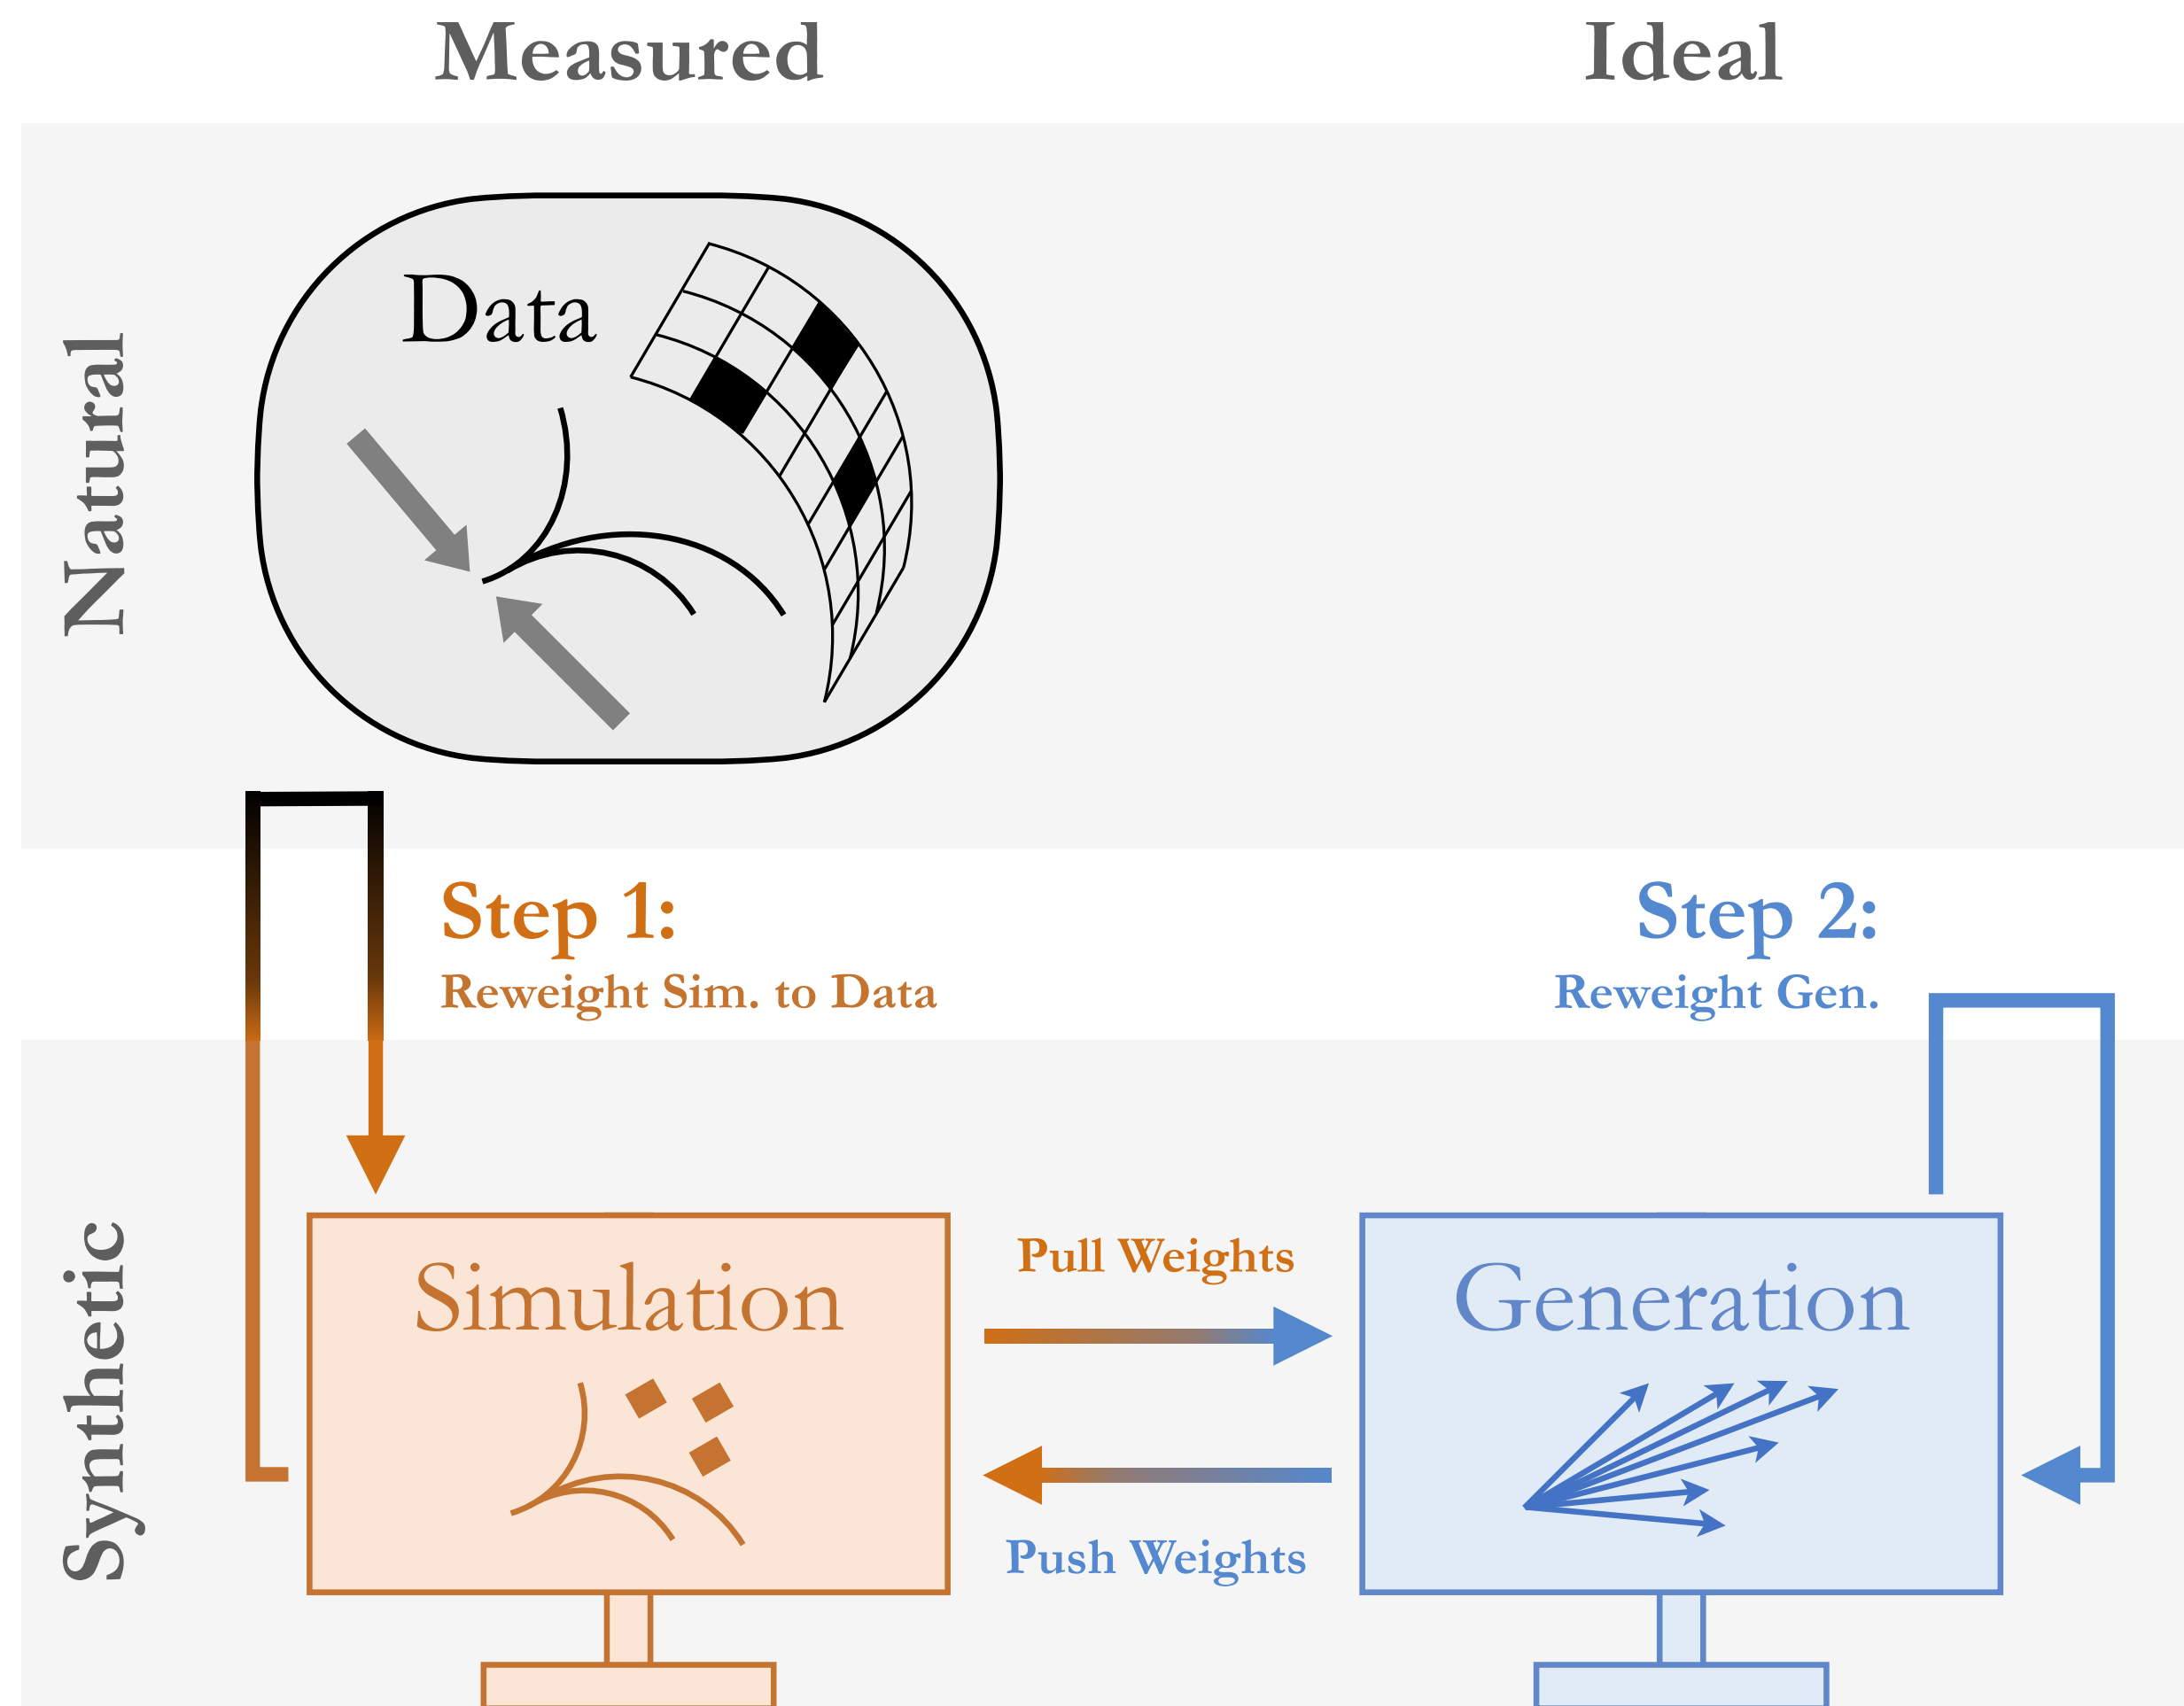 Measured
Ideal
Natural
Data
Step 1:
Reweight Sim. to Data
Step 2:
Reweight Gen.
Synthetic
Simulation
Pull Weights
Push Weights
Generation